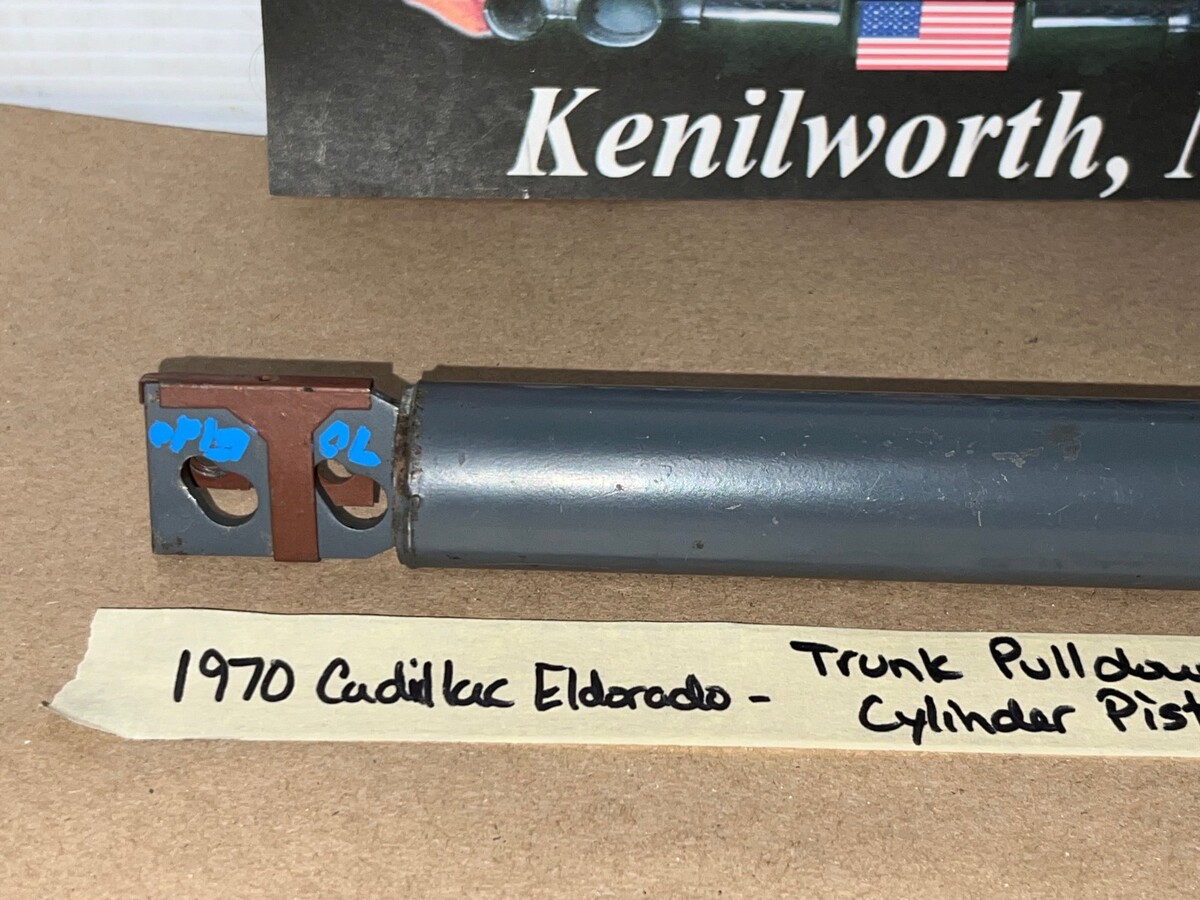 Kenilworth,
1970 Cadillac Eldorado - Trunk Pulldow
Cylinder Pist